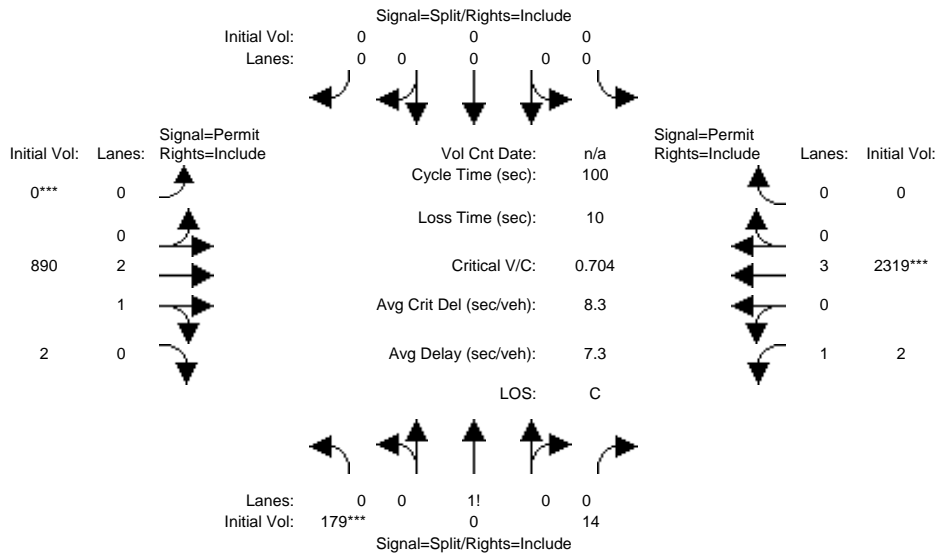 Signal=Split/Rights=Include
Initial Vol: 0 0 0
Lanes: 0 0 0 0 0
Signal=Permit Signal=Permit
Initial Vol: Lanes: Rights=Include Vol Cnt Date: n/a Rights=Include Lanes: Initial Vol:
Cycle Time (sec): 100
0*** 0 0 0
Loss Time (sec): 10
0 0
890 2 Critical V/C: 0.704 3 2319***
1 Avg Crit Del (sec/veh): 8.3 0
2 0 Avg Delay (sec/veh): 7.3 1 2
LOS: C
Lanes: 0 0 1! 0 0
Initial Vol: 179*** 0 14
Signal=Split/Rights=Include